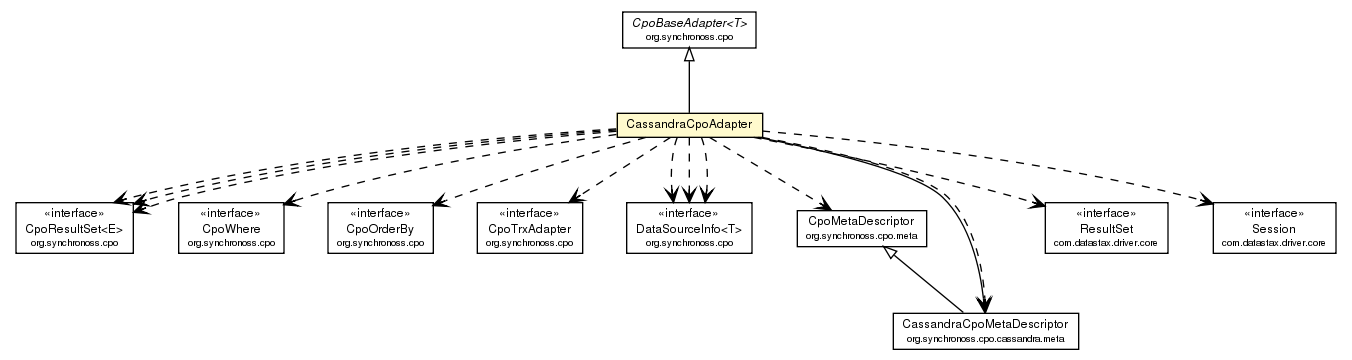 CpoBaseAdapter<T>
org.synchronoss.cpo
CassandraCpoAdapter
«interface»
CpoResultSet<E>
org.synchronoss.cpo
«interface»
CpoWhere
org.synchronoss.cpo
«interface»
CpoOrderBy
org.synchronoss.cpo
«interface»
CpoTrxAdapter
org.synchronoss.cpo
«interface»
DataSourceInfo<T>
org.synchronoss.cpo
CpoMetaDescriptor
org.synchronoss.cpo.meta
«interface»
ResultSet
com.datastax.driver.core
«interface»
Session
com.datastax.driver.core
CassandraCpoMetaDescriptor
org.synchronoss.cpo.cassandra.meta